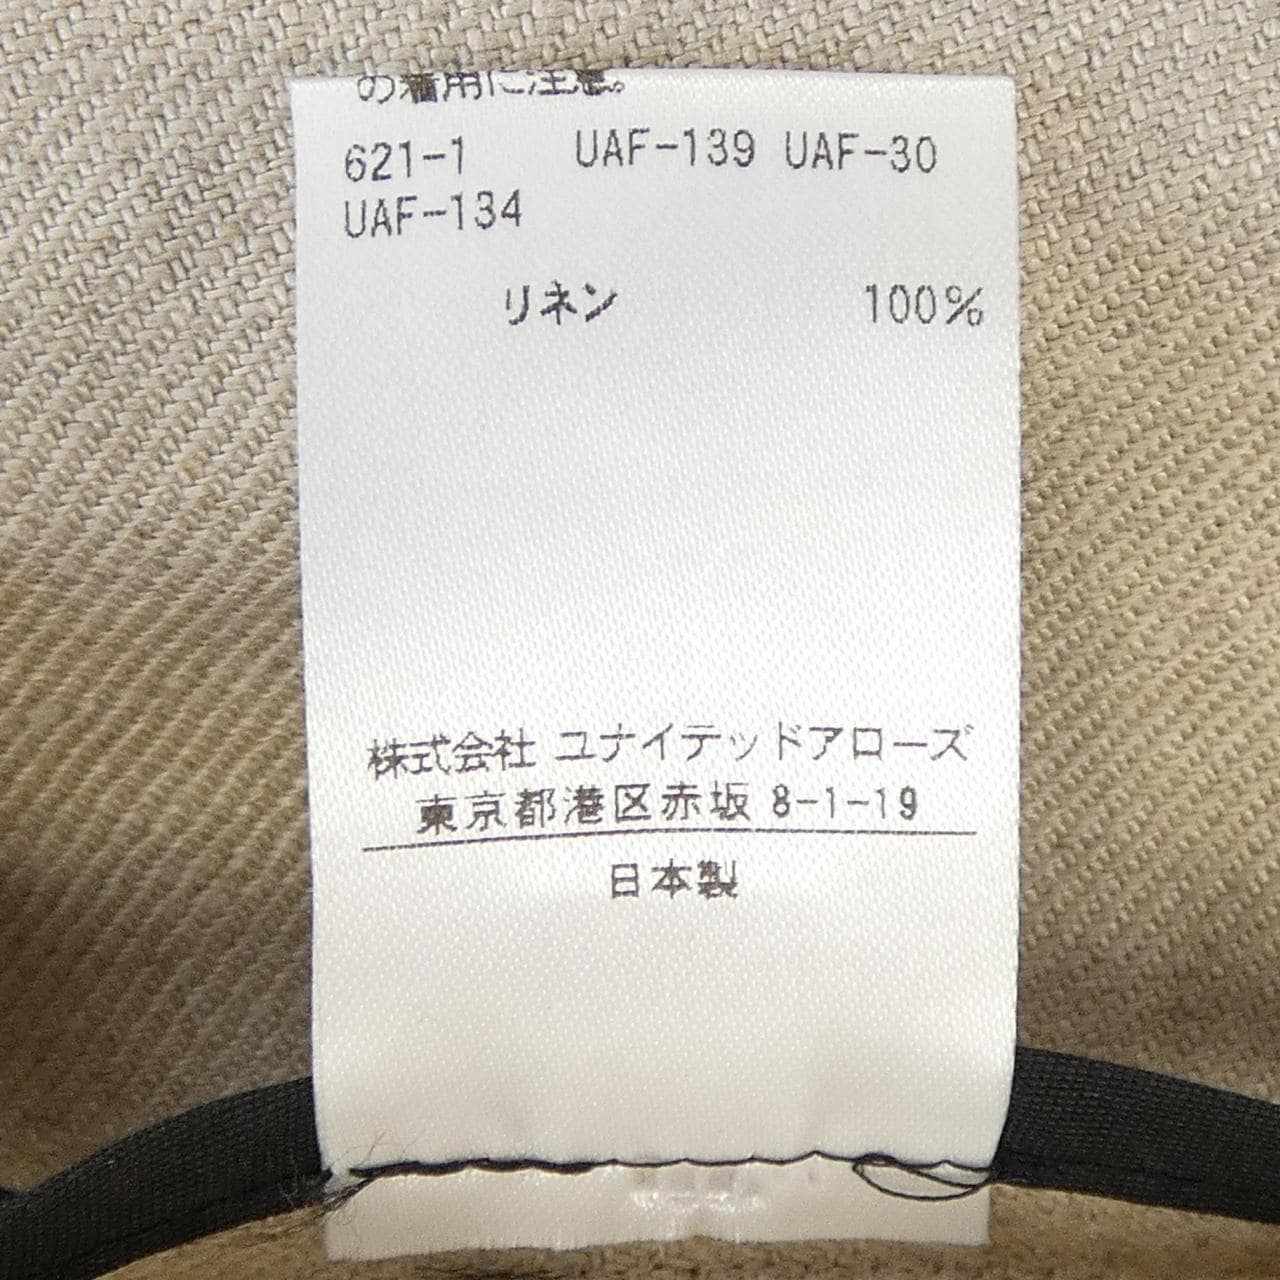 の着用に注意。
621-1 UAF-139 UAF-30
UAF-134
リネン 100%
株式会社 ユナイテッドアローズ
東京都港区赤坂 8-1-19
日本製